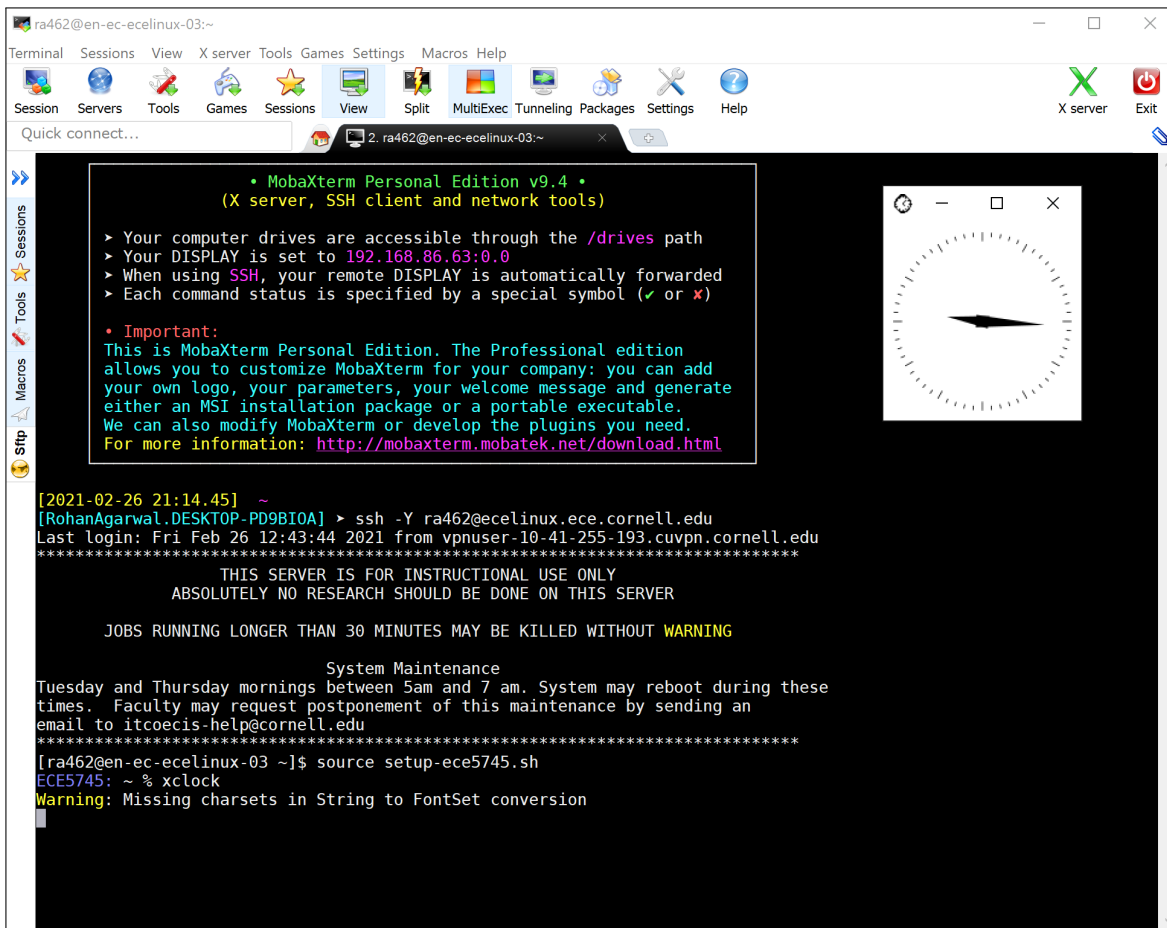 ra462@en-ec-ecelinux-03:~
Terminal Sessions View X server Tools Games Settings Macros Help
Session Servers Tools Games Sessions View Split MultiExec Tunneling Packages Settings Help X server Exit
Quick connect...
2. ra462@en-ec-ecelinux-03:~
Sessions
Tools
Macros
Sftp
• MobaXterm Personal Edition v9.4 •
(X server, SSH client and network tools)
➤ Your computer drives are accessible through the /drives path
➤ Your DISPLAY is set to 192.168.86.63:0.0
➤ When using SSH, your remote DISPLAY is automatically forwarded
➤ Each command status is specified by a special symbol (✔ or ✘)
• Important:
This is MobaXterm Personal Edition. The Professional edition
allows you to customize MobaXterm for your company: you can add
your own logo, your parameters, your welcome message and generate
either an MSI installation package or a portable executable.
We can also modify MobaXterm or develop the plugins you need.
For more information: http://mobaxterm.mobatek.net/download.html
[2021-02-26 21:14.45] ~
[RohanAgarwal.DESKTOP-PD9BIOA] ➤ ssh -Y ra462@ecelinux.ece.cornell.edu
Last login: Fri Feb 26 12:43:44 2021 from vpnuser-10-41-255-193.cuvpn.cornell.edu
*******************************************************************************
THIS SERVER IS FOR INSTRUCTIONAL USE ONLY
ABSOLUTELY NO RESEARCH SHOULD BE DONE ON THIS SERVER
JOBS RUNNING LONGER THAN 30 MINUTES MAY BE KILLED WITHOUT WARNING
System Maintenance
Tuesday and Thursday mornings between 5am and 7 am. System may reboot during these
times. Faculty may request postponement of this maintenance by sending an
email to itcoecis-help@cornell.edu
*******************************************************************************
[ra462@en-ec-ecelinux-03 ~]$ source setup-ece5745.sh
ECE5745: ~ % xclock
Warning: Missing charsets in String to FontSet conversion